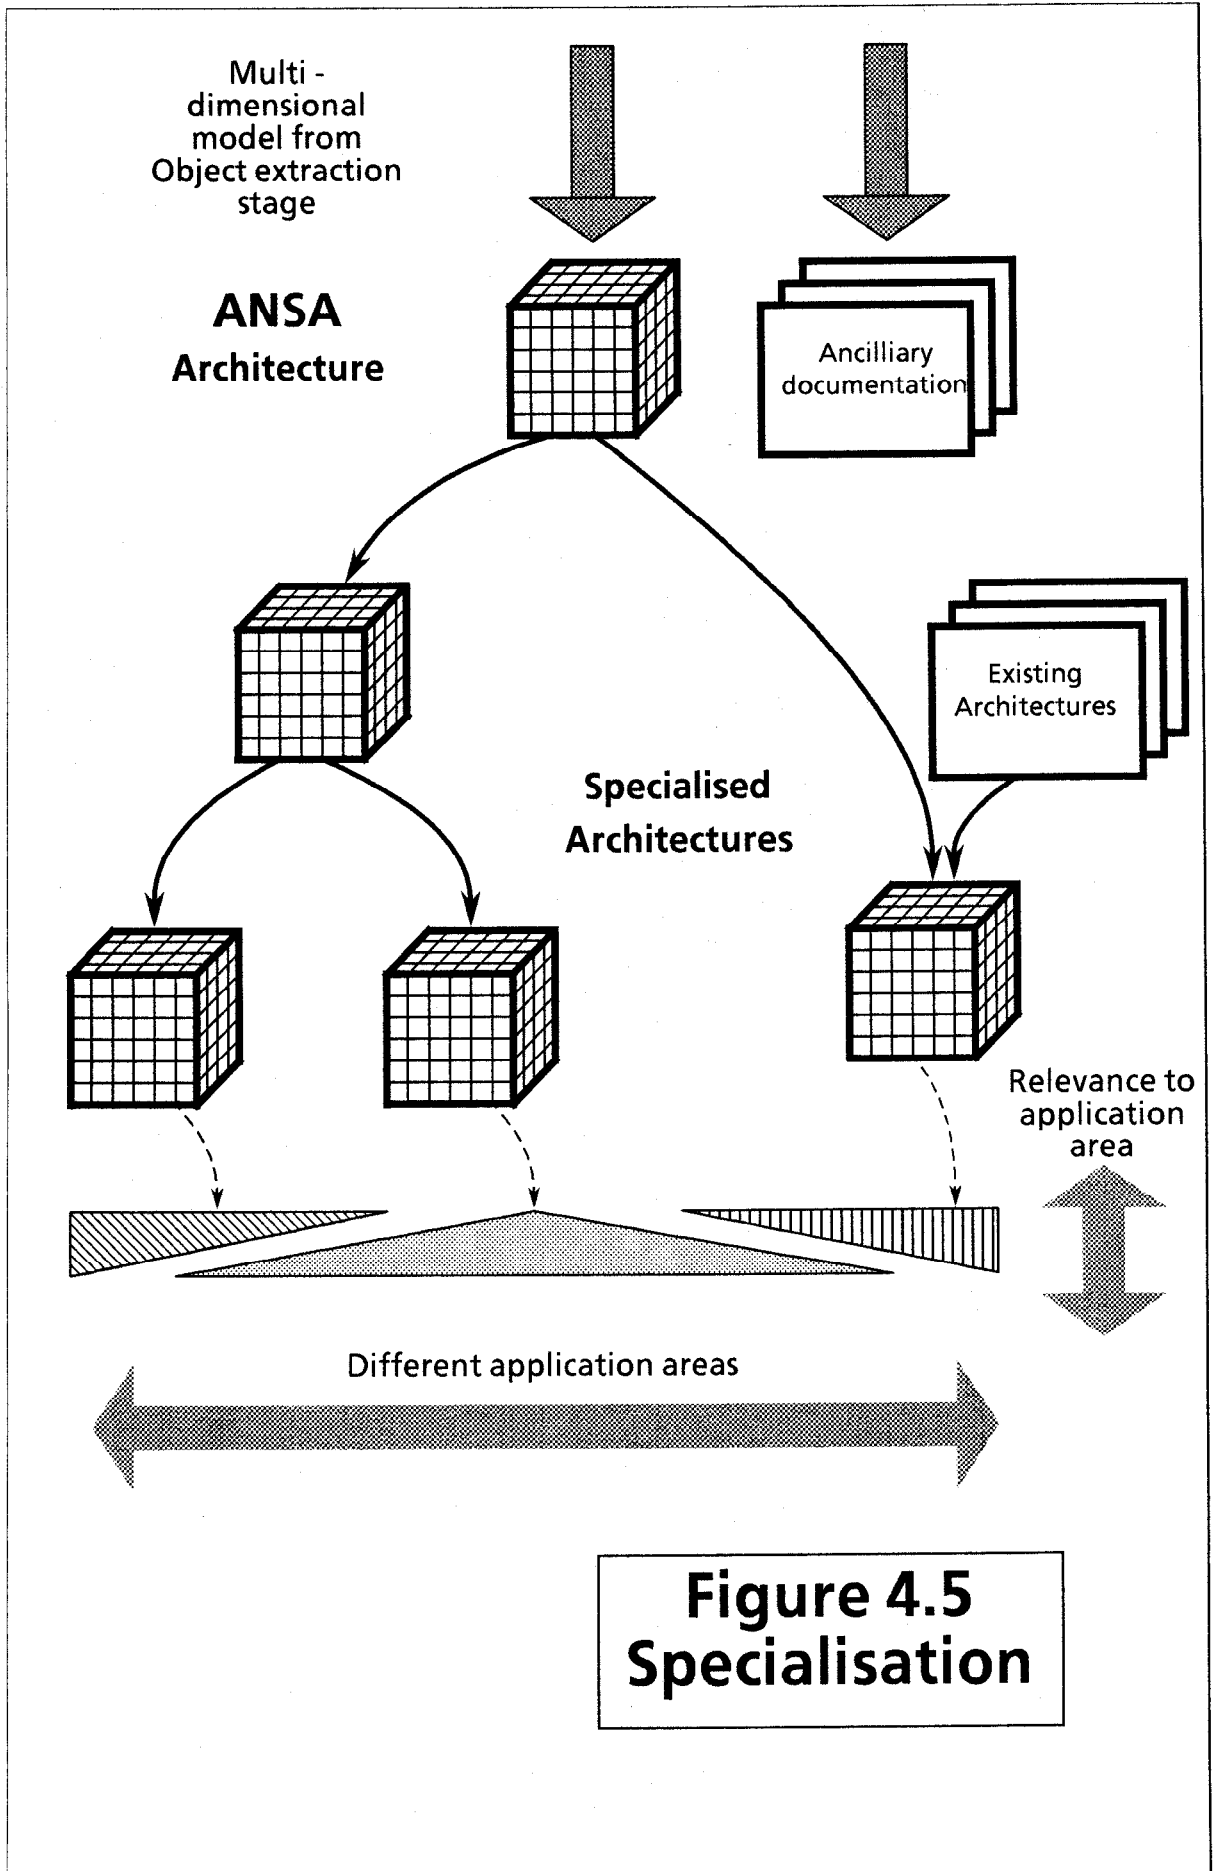 Multi -
dimensional
model from
Object extraction
stage
ANSA
Architecture
Ancilliary
documentation
Existing
Architectures
Specialised
Architectures
Relevance to
application
area
Different application areas
Figure 4.5
Specialisation